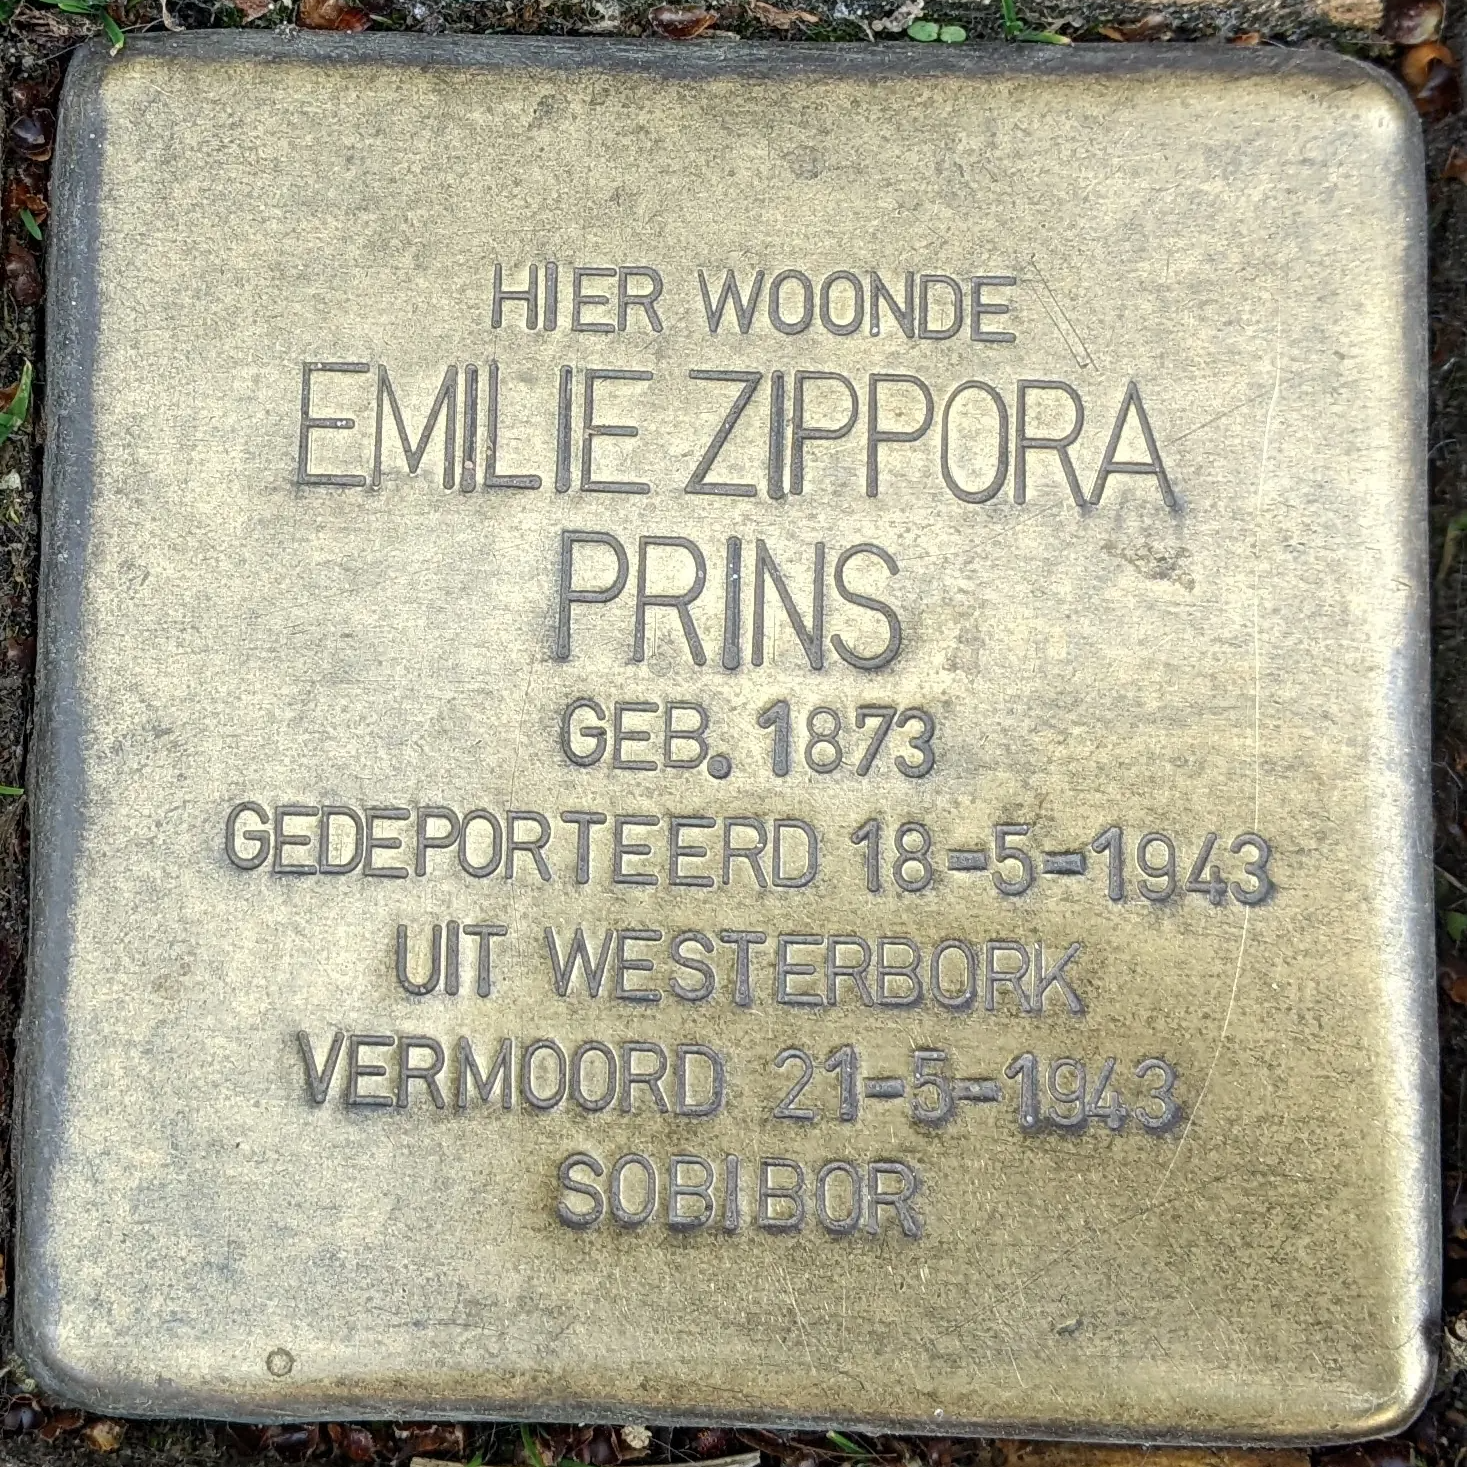 HIER WOONDE
EMILIE ZIPPORA
PRINS
GEB. 1873
GEDEPORTEERD 18-5-1943
UIT WESTERBORK
VERMOORD 21-5-1943
SOBIBOR